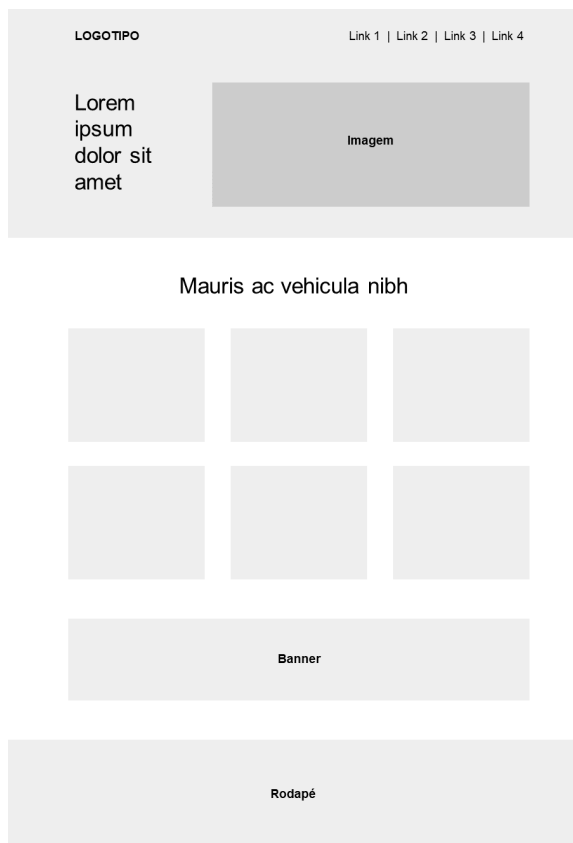 LOGOTIPO
Link 1 | Link 2 | Link 3 | Link 4
Lorem
ipsum
dolor sit
amet
Imagem
Mauris ac vehicula nibh
Banner
Rodapé